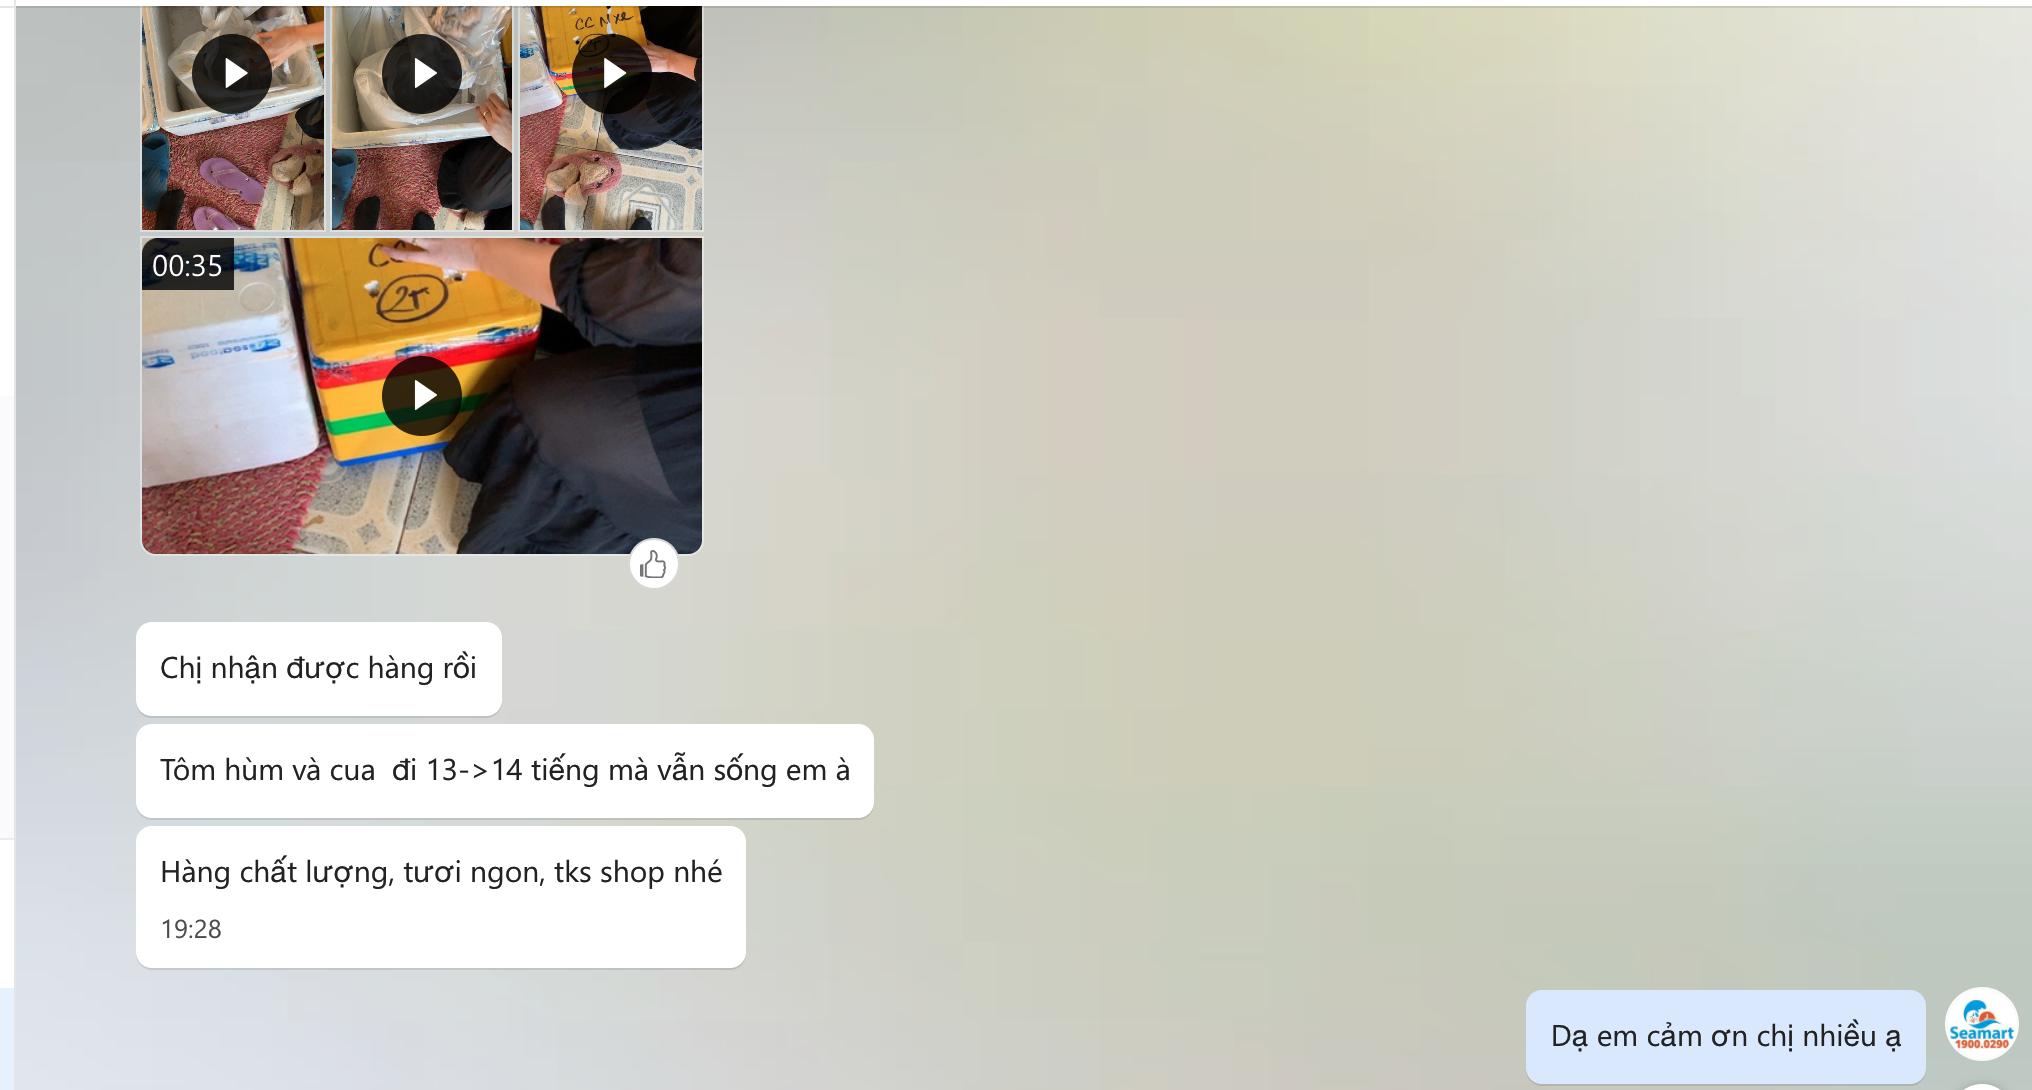 CC N xe
2r
00:35
2r
Chị nhận được hàng rồi
Tôm hùm và cua  đi 13->14 tiếng mà vẫn sống em à
Hàng chất lượng, tươi ngon, tks shop nhé
19:28
Dạ em cảm ơn chị nhiều ạ
Seamart
1900.0290